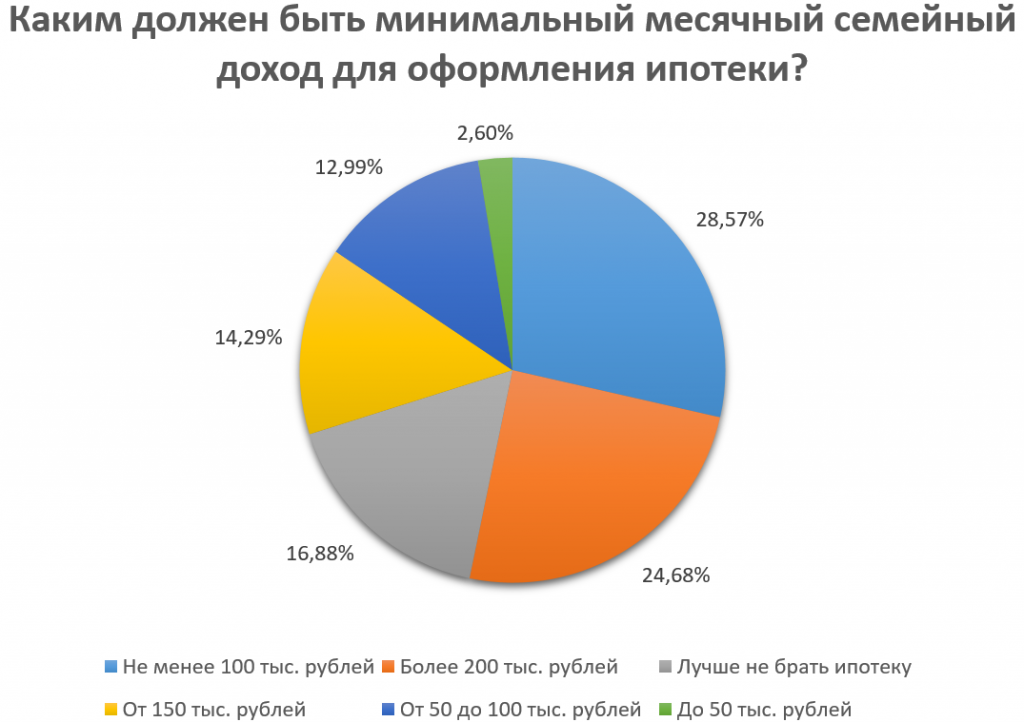 Каким должен быть минимальный месячный семейный
доход для оформления ипотеки?
2,60%
12,99%
28,57%
14,29%
16,88%
24,68%
Не менее 100 тыс. рублей
Более 200 тыс. рублей
Лучше не брать ипотеку
От 150 тыс. рублей
От 50 до 100 тыс. рублей
До 50 тыс. рублей